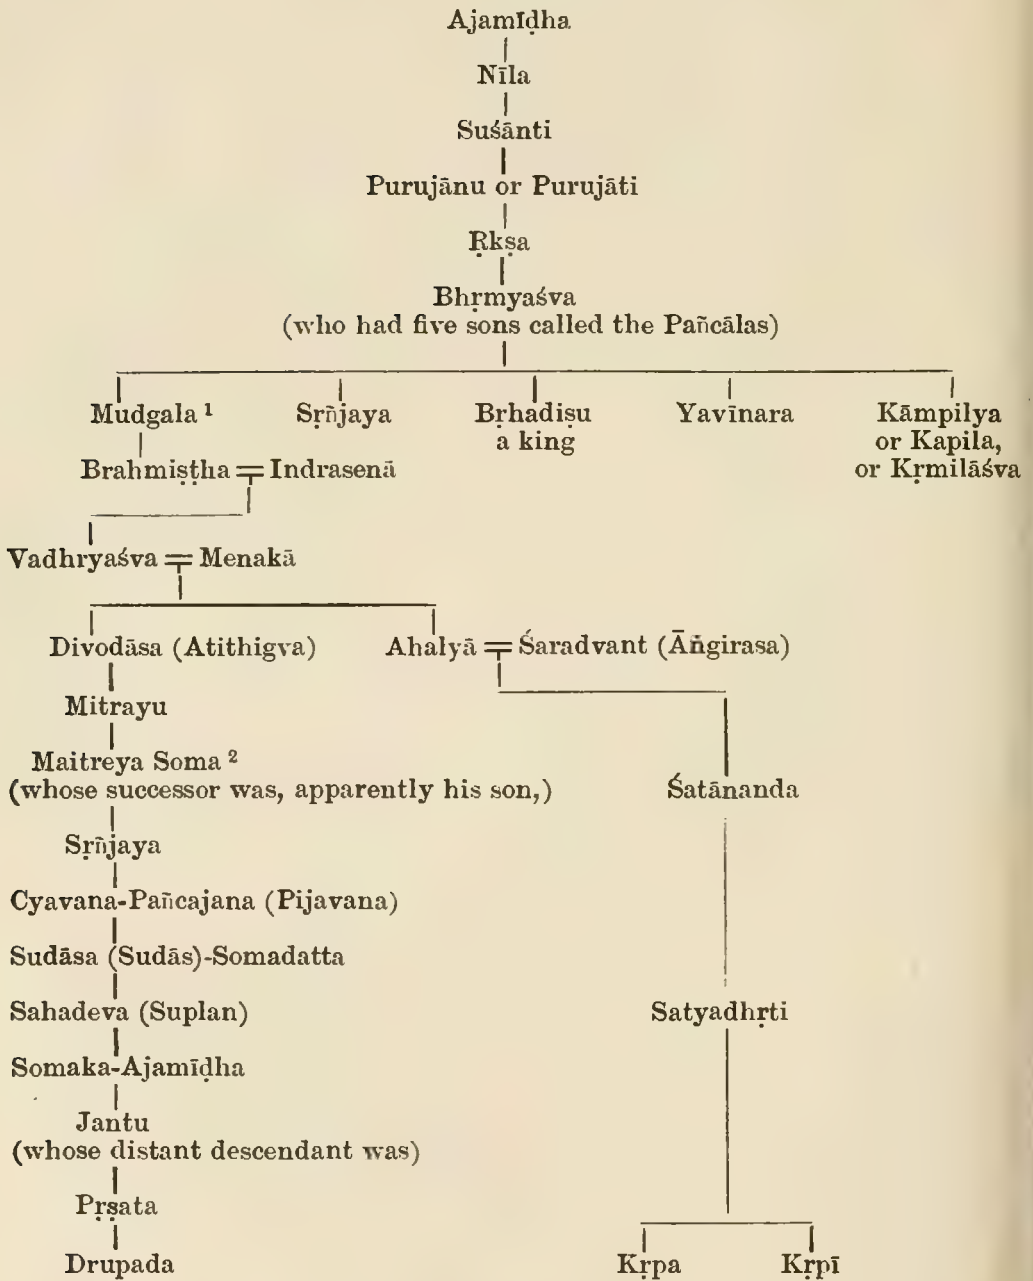 Ajamīḍha
Nīla
Suśānti
Purujānu or Purujāti
Ṛkṣa
Bhṛmyaśva
(who had five sons called the Pañcālas)
Mudgala ¹ Sṛñjaya Bṛhadiṣu Yavīnara Kāmpilya
a king or Kapila,
Brahmiṣṭha = Indrasenā or Kṛmilāśva
Vadhryaśva = Menakā
Divodāsa (Atithigva) Ahalyā = Śaradvant (Āṅgirasa)
Mitrayu
Maitreya Soma ²
(whose successor was, apparently his son,) Śatānanda
Sṛñjaya
Cyavana-Pañcajana (Pijavana)
Sudāsa (Sudās)-Somadatta
Sahadeva (Suplan) Satyadhṛti
Somaka-Ajamīḍha
Jantu
(whose distant descendant was)
Pṛṣata
Drupada Kṛpa Kṛpī